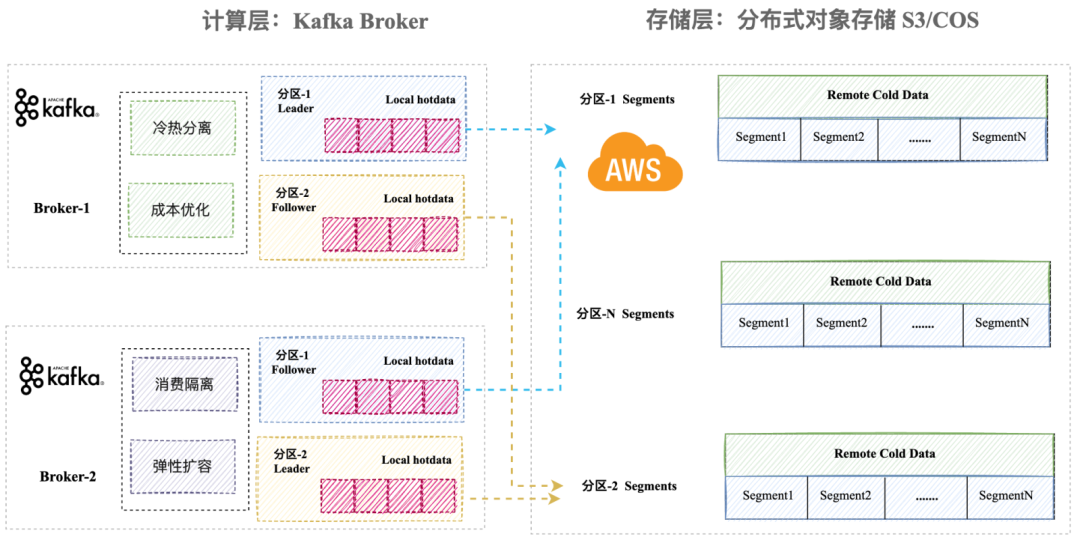 计算层：Kafka Broker
存储层：分布式对象存储 S3/COS
APACHE
kafka
Broker-1
冷热分离
成本优化
分区-1
Leader
Local hotdata
分区-2
Follower
Local hotdata
APACHE
kafka
Broker-2
消费隔离
弹性扩容
分区-1
Follower
Local hotdata
分区-2
Leader
Local hotdata
分区-1 Segments
AWS
Remote Cold Data
Segment1 Segment2 ....... SegmentN
分区-N Segments
Remote Cold Data
Segment1 Segment2 ....... SegmentN
分区-2 Segments
Remote Cold Data
Segment1 Segment2 ....... SegmentN